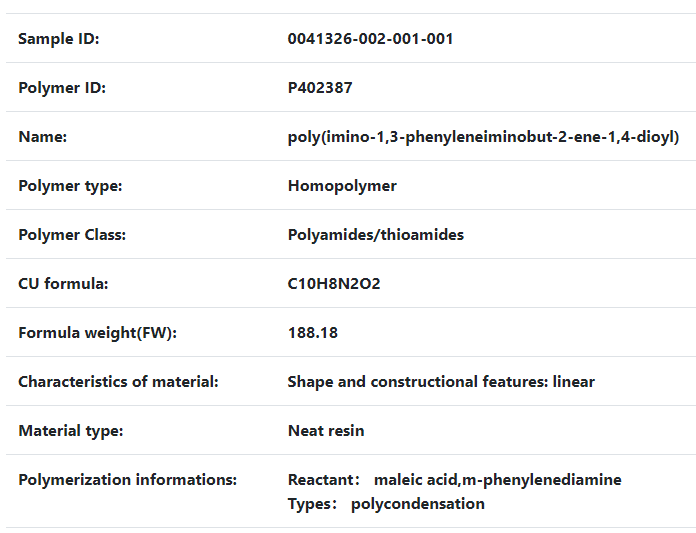 Sample ID: 0041326-002-001-001
Polymer ID: P402387
Name: poly(imino-1,3-phenyleneiminobut-2-ene-1,4-dioyl)
Polymer type: Homopolymer
Polymer Class: Polyamides/thioamides
CU formula: C10H8N2O2
Formula weight(FW): 188.18
Characteristics of material: Shape and constructional features: linear
Material type: Neat resin
Polymerization informations: Reactant： maleic acid,m-phenylenediamine
Types： polycondensation